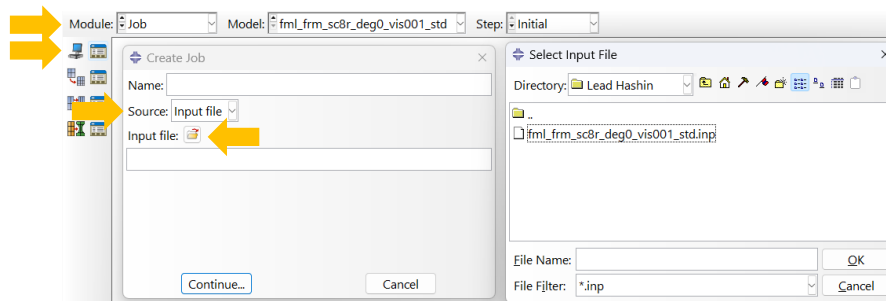 Module: Job Model: fml_frm_sc8r_deg0_vis001_std Step: Initial
Create Job
Name:
Source: Input file
Input file:
Continue...
Cancel
Select Input File
Directory: Lead Hashin
..
fml_frm_sc8r_deg0_vis001_std.inp
File Name:
OK
File Filter: *.inp
Cancel